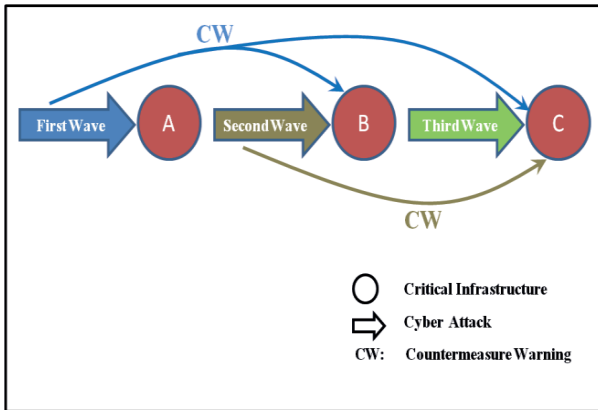 CW
First Wave
A
Second Wave
B
Third Wave
C
CW
Critical Infrastructure
Cyber Attack
CW: Countermeasure Warning